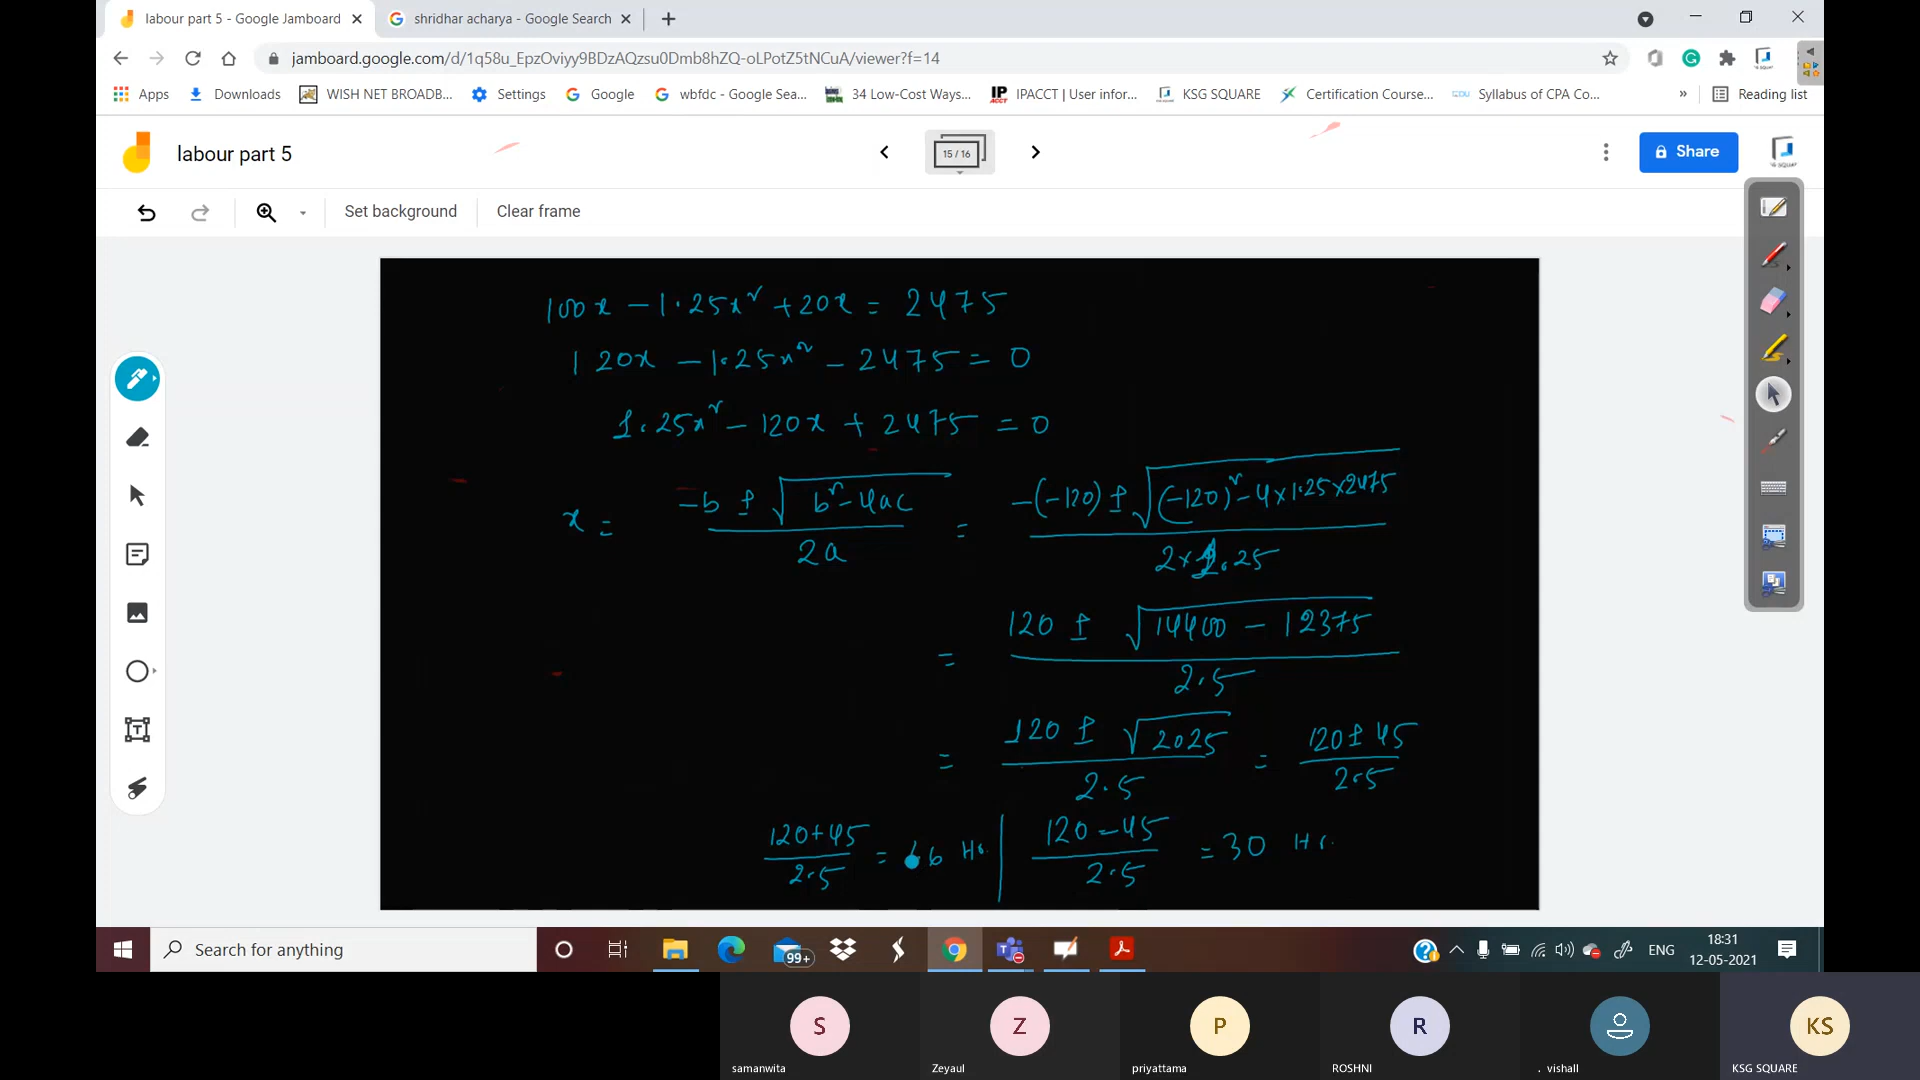 labour part 5 - Google Jamboard
shridhar acharya - Google Search
jamboard.google.com/d/1q58u_EpzOviyy9BDzAQzsu0Dmb8hZQ-oLPotZ5tNCuA/viewer?f=14
Apps Downloads WISH NET BROADB... Settings Google wbfdc - Google Sea... 34 Low-Cost Ways... IPACCT | User infor... KSG SQUARE Certification Course... Syllabus of CPA Co... » Reading list
labour part 5
15 / 16
Share
Set background Clear frame
100x - 1.25x² + 20x = 2475
120x - 1.25x² - 2475 = 0
1.25x² - 120x + 2475 = 0
x = (-b ± √(b² - 4ac)) / 2a = (-(-120) ± √((-120)² - 4×1.25×2475)) / (2×1.25)
= (120 ± √(14400 - 12375)) / 2.5
= (120 ± √2025) / 2.5 = (120 ± 45) / 2.5
(120+45) / 2.5 = 66 Hr. | (120-45) / 2.5 = 30 Hr.
Search for anything
99+
ENG
18:31
12-05-2021
S Z P R KS
samanwita Zeyaul priyattama ROSHNI . vishall KSG SQUARE